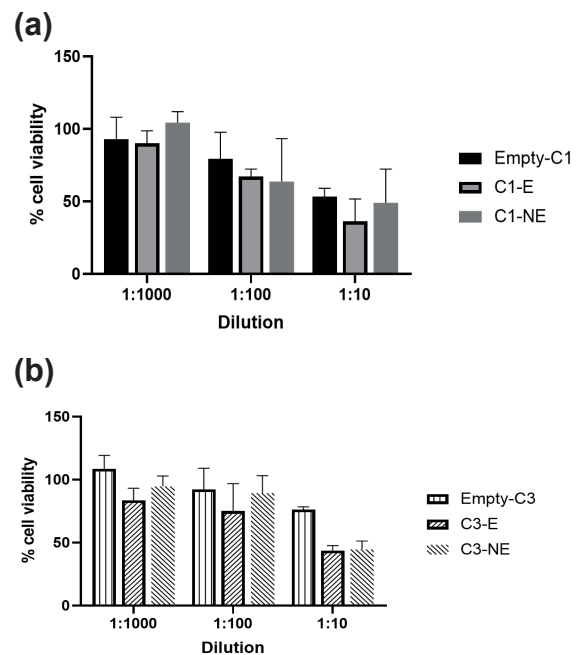 (a)
150
100
50
0
% cell viability
1:1000 1:100 1:10
Dilution
Empty-C1
C1-E
C1-NE
(b)
150
100
50
0
% cell viability
1:1000 1:100 1:10
Dilution
Empty-C3
C3-E
C3-NE